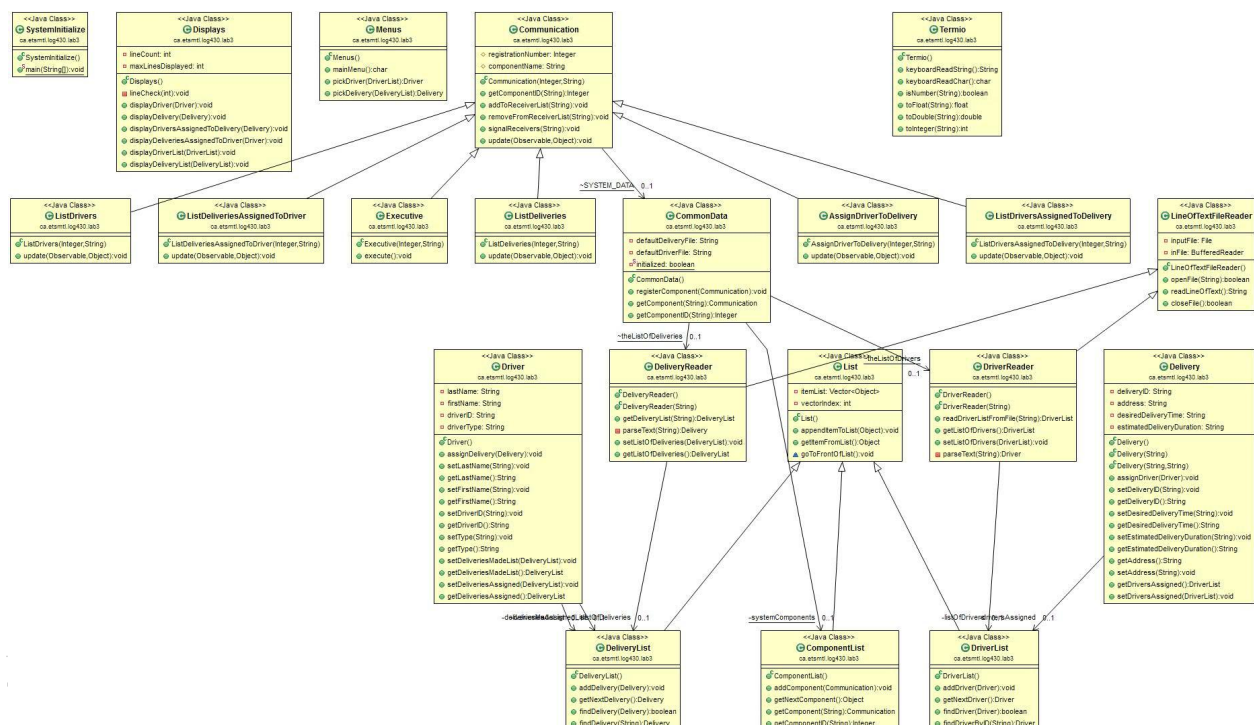 <<Java Class>>
SystemInitialize
ca.etsmtl.log430.lab3
SystemInitialize()
main(String[]):void
<<Java Class>>
Displays
ca.etsmtl.log430.lab3
lineCount: int
maxLinesDisplayed: int
Displays()
lineCheck(int):void
displayDriver(Driver):void
displayDelivery(Delivery):void
displayDriversAssignedToDelivery(Delivery):void
displayDeliveriesAssignedToDriver(Driver):void
displayDriverList(DriverList):void
displayDeliveryList(DeliveryList):void
<<Java Class>>
Menus
ca.etsmtl.log430.lab3
Menus()
mainMenu():char
pickDriver(DriverList):Driver
pickDelivery(DeliveryList):Delivery
<<Java Class>>
Communication
ca.etsmtl.log430.lab3
registrationNumber: Integer
componentName: String
Communication(Integer,String)
getComponentID(String):Integer
addToReceiverList(String):void
removeFromReceiverList(String):void
signalReceivers(String):void
update(Observable,Object):void
<<Java Class>>
Termio
ca.etsmtl.log430.lab3
Termio()
keyboardReadString():String
keyboardReadChar():char
isNumber(String):boolean
toFloat(String):float
toDouble(String):double
toInteger(String):int
~SYSTEM_DATA 0..1
<<Java Class>>
ListDrivers
ca.etsmtl.log430.lab3
ListDrivers(Integer,String)
update(Observable,Object):void
<<Java Class>>
ListDeliveriesAssignedToDriver
ca.etsmtl.log430.lab3
ListDeliveriesAssignedToDriver(Integer,String)
update(Observable,Object):void
<<Java Class>>
Executive
ca.etsmtl.log430.lab3
Executive(Integer,String)
execute():void
<<Java Class>>
ListDeliveries
ca.etsmtl.log430.lab3
ListDeliveries(Integer,String)
update(Observable,Object):void
<<Java Class>>
CommonData
ca.etsmtl.log430.lab3
defaultDeliveryFile: String
defaultDriverFile: String
initialized: boolean
CommonData()
registerComponent(Communication):void
getComponent(String):Communication
getComponentID(String):Integer
<<Java Class>>
AssignDriverToDelivery
ca.etsmtl.log430.lab3
AssignDriverToDelivery(Integer,String)
update(Observable,Object):void
<<Java Class>>
ListDriversAssignedToDelivery
ca.etsmtl.log430.lab3
ListDriversAssignedToDelivery(Integer,String)
update(Observable,Object):void
<<Java Class>>
LineOfTextFileReader
ca.etsmtl.log430.lab3
inputFile: File
inFile: BufferedReader
LineOfTextFileReader()
openFile(String):boolean
readLineOfText():String
closeFile():boolean
~theListOfDeliveries 0..1
~theListOfDrivers
0..1
<<Java Class>>
Driver
ca.etsmtl.log430.lab3
lastName: String
firstName: String
driverID: String
driverType: String
Driver()
assignDelivery(Delivery):void
setLastName(String):void
getLastName():String
setFirstName(String):void
getFirstName():String
setDriverID(String):void
getDriverID():String
setType(String):void
getType():String
setDeliveriesMadeList(DeliveryList):void
getDeliveriesMadeList():DeliveryList
setDeliveriesAssigned(DeliveryList):void
getDeliveriesAssigned():DeliveryList
<<Java Class>>
DeliveryReader
ca.etsmtl.log430.lab3
DeliveryReader()
DeliveryReader(String)
getDeliveryList(String):DeliveryList
parseText(String):Delivery
setListOfDeliveries(DeliveryList):void
getListOfDeliveries():DeliveryList
<<Java Class>>
List
ca.etsmtl.log430.lab3
itemList: Vector<Object>
vectorIndex: int
List()
appendItemToList(Object):void
getItemFromList():Object
goToFrontOfList():void
<<Java Class>>
DriverReader
ca.etsmtl.log430.lab3
DriverReader()
DriverReader(String)
readDriverListFromFile(String):DriverList
getListOfDrivers():DriverList
setListOfDrivers(DriverList):void
parseText(String):Driver
<<Java Class>>
Delivery
ca.etsmtl.log430.lab3
deliveryID: String
address: String
desiredDeliveryTime: String
estimatedDeliveryDuration: String
Delivery()
Delivery(String)
Delivery(String,String)
assignDriver(Driver):void
setDeliveryID(String):void
getDeliveryID():String
setDesiredDeliveryTime(String):void
getDesiredDeliveryTime():String
setEstimatedDeliveryDuration(String):void
getEstimatedDeliveryDuration():String
getAddress():String
setAddress(String):void
getDriversAssigned():DriverList
setDriversAssigned(DriverList):void
0..1
-systemComponents 0..1
0..1
<<Java Class>>
DeliveryList
ca.etsmtl.log430.lab3
DeliveryList()
addDelivery(Delivery):void
getNextDelivery():Delivery
findDelivery(Delivery):boolean
findDelivery(String):Delivery
<<Java Class>>
ComponentList
ca.etsmtl.log430.lab3
ComponentList()
addComponent(Communication):void
getNextComponent():Object
getComponent(String):Communication
getComponentID(String):Integer
<<Java Class>>
DriverList
ca.etsmtl.log430.lab3
DriverList()
addDriver(Driver):void
getNextDriver():Driver
findDriver(Driver):boolean
findDriverByID(String):Driver